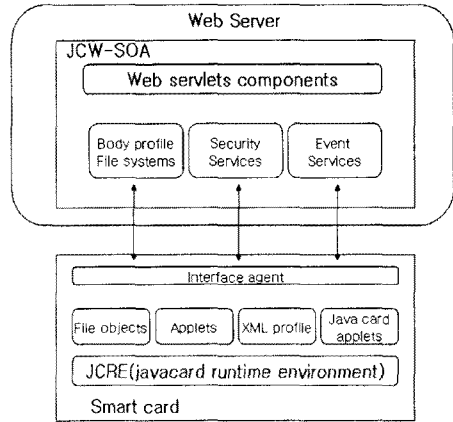 Web Server
JCW-SOA
Web servlets components
Body profile
File systems
Security
Services
Event
Services
Interface agent
File objects
Applets
XML profile
Java card
applets
JCRE(javacard runtime environment)
Smart card